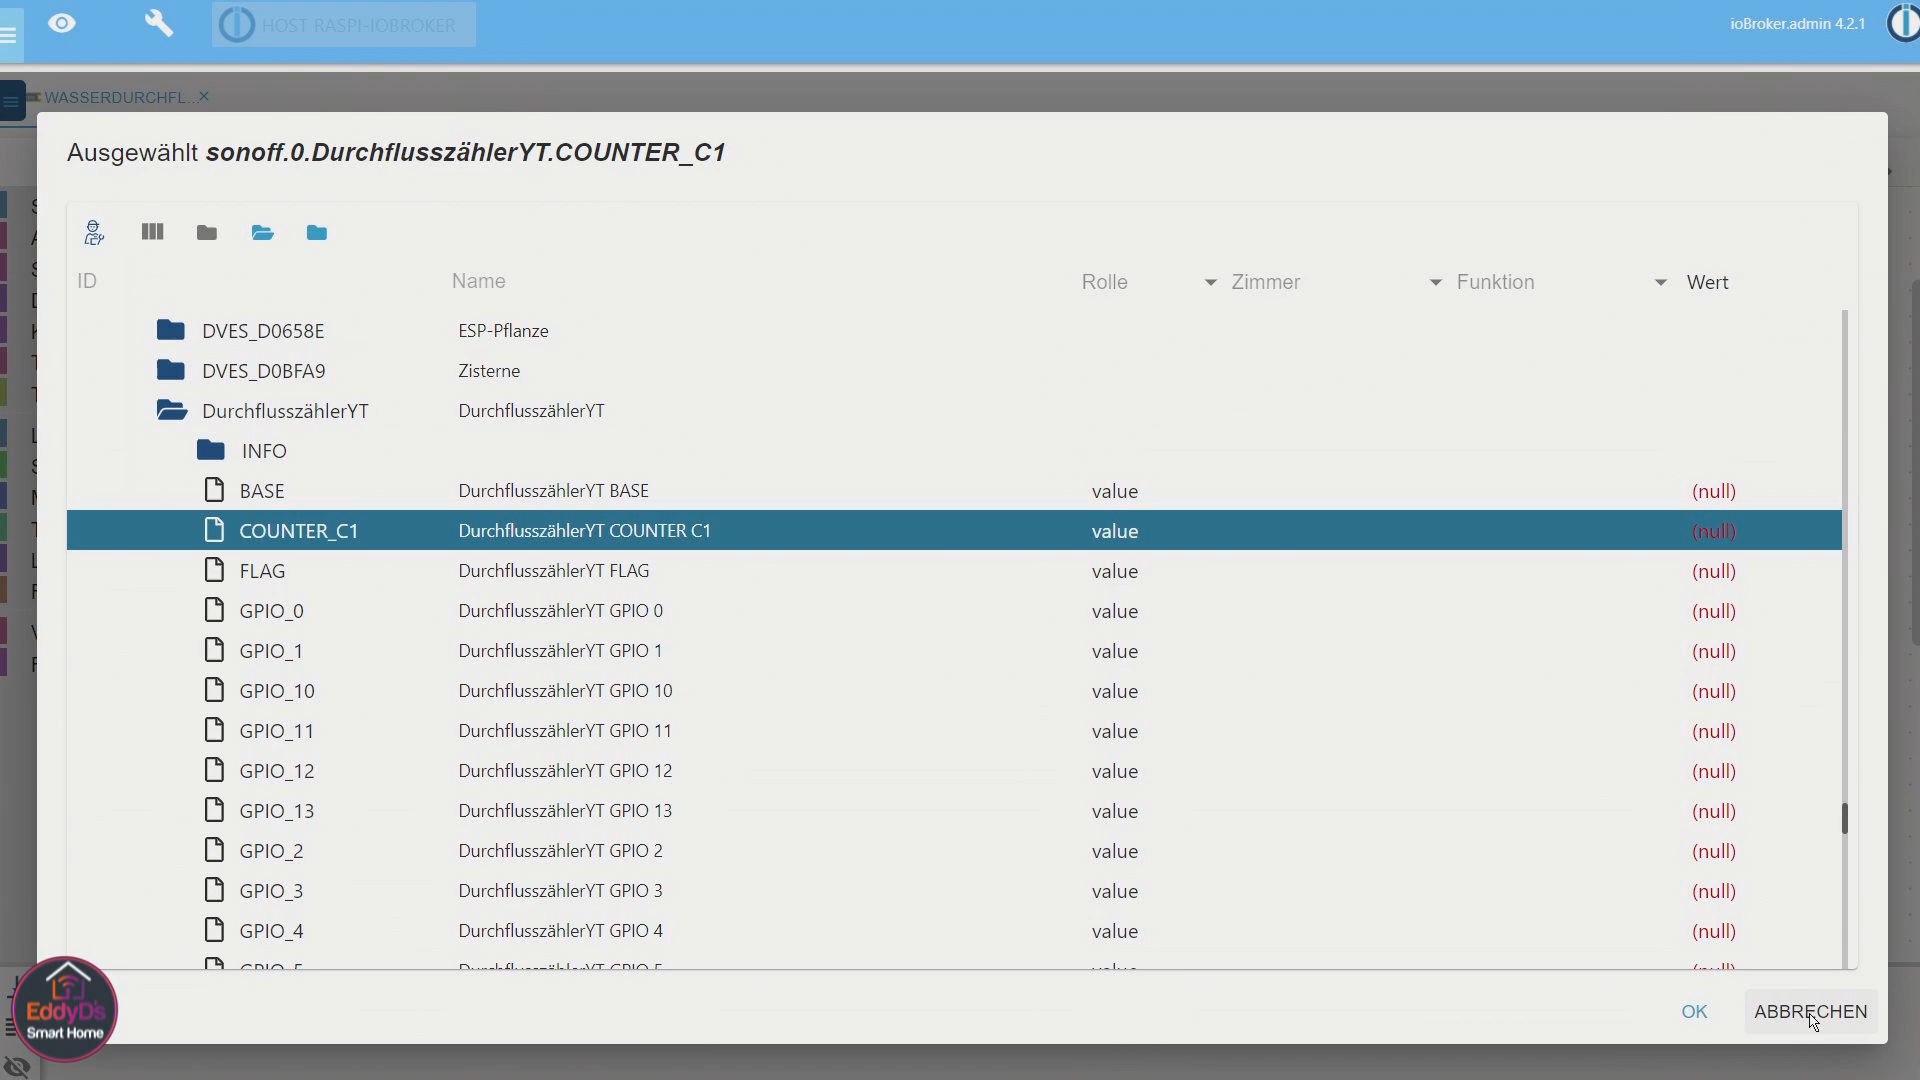 HOST RASPI-IOBROKER
ioBroker.admin 4.2.1
WASSERDURCHFL...
Ausgewählt sonoff.0.DurchflusszählerYT.COUNTER_C1
ID Name Rolle Zimmer Funktion Wert
DVES_D0658E ESP-Pflanze
DVES_D0BFA9 Zisterne
DurchflusszählerYT DurchflusszählerYT
INFO
BASE DurchflusszählerYT BASE value (null)
COUNTER_C1 DurchflusszählerYT COUNTER C1 value (null)
FLAG DurchflusszählerYT FLAG value (null)
GPIO_0 DurchflusszählerYT GPIO 0 value (null)
GPIO_1 DurchflusszählerYT GPIO 1 value (null)
GPIO_10 DurchflusszählerYT GPIO 10 value (null)
GPIO_11 DurchflusszählerYT GPIO 11 value (null)
GPIO_12 DurchflusszählerYT GPIO 12 value (null)
GPIO_13 DurchflusszählerYT GPIO 13 value (null)
GPIO_2 DurchflusszählerYT GPIO 2 value (null)
GPIO_3 DurchflusszählerYT GPIO 3 value (null)
GPIO_4 DurchflusszählerYT GPIO 4 value (null)
EddyD's
Smart Home
OK ABBRECHEN